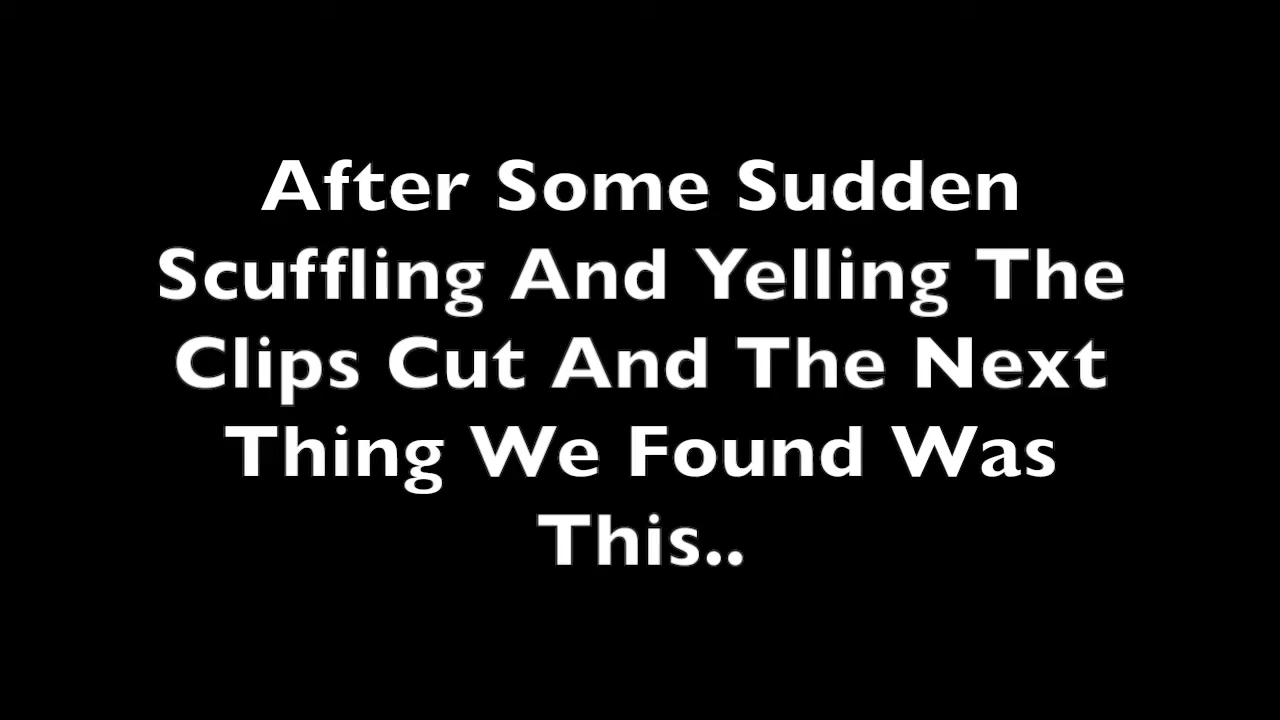 After Some Sudden
Scuffling And Yelling The
Clips Cut And The Next
Thing We Found Was
This..